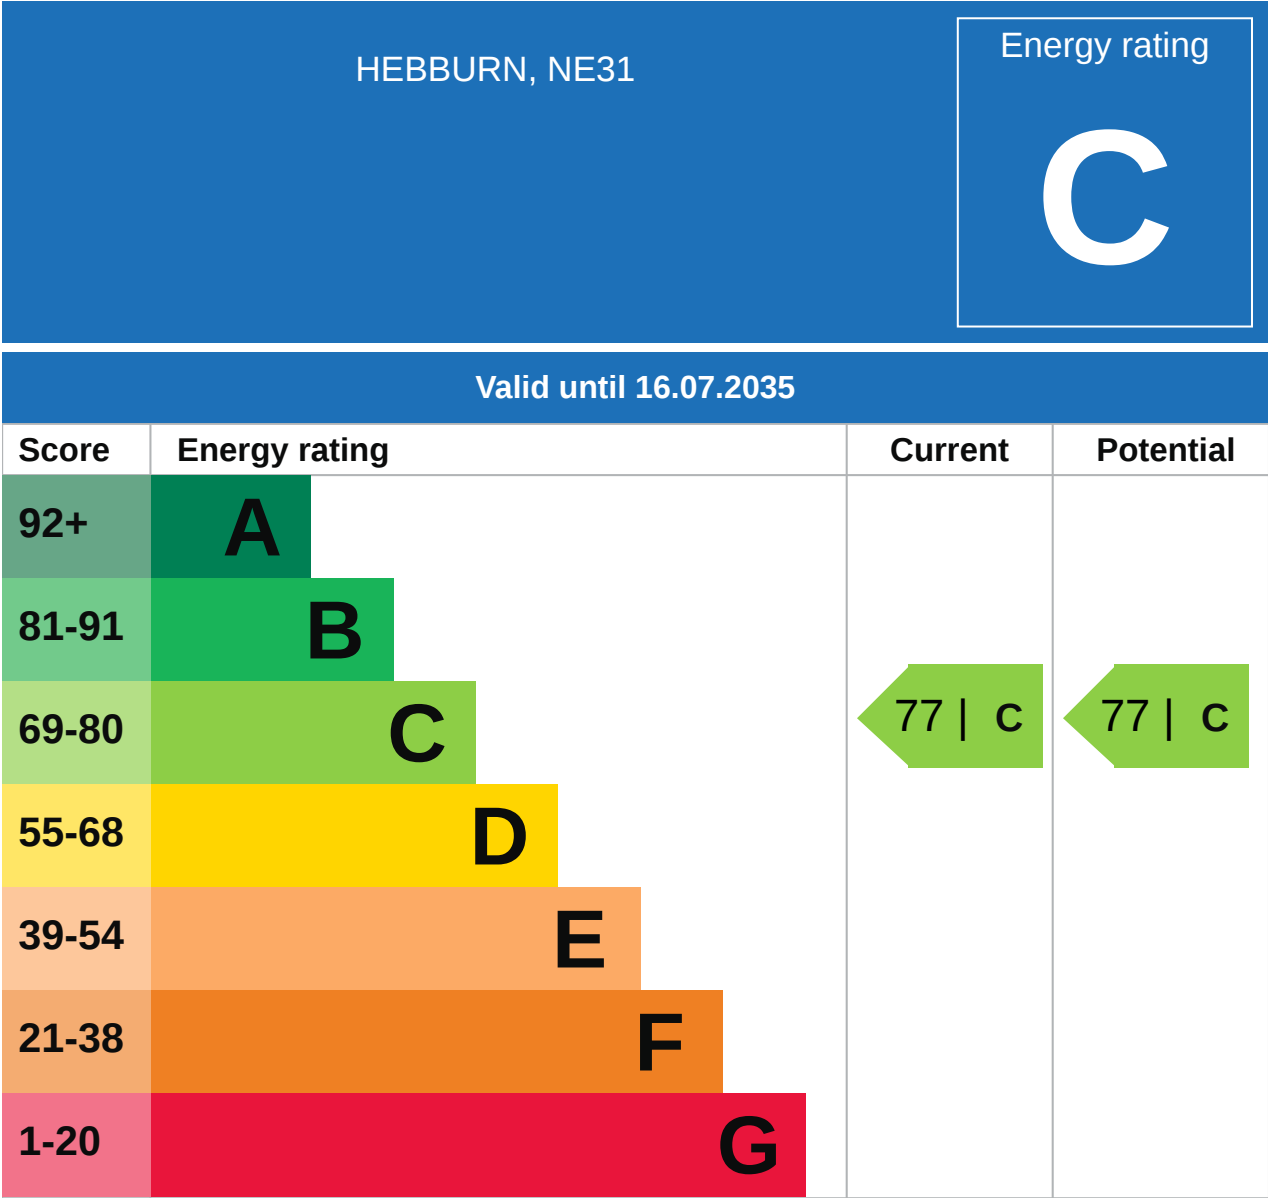 HEBBURN, NE31
Energy rating
C
Valid until 16.07.2035
Score Energy rating Current Potential
92+ A
81-91 B
69-80 C 77 | C 77 | C
55-68 D
39-54 E
21-38 F
1-20 G